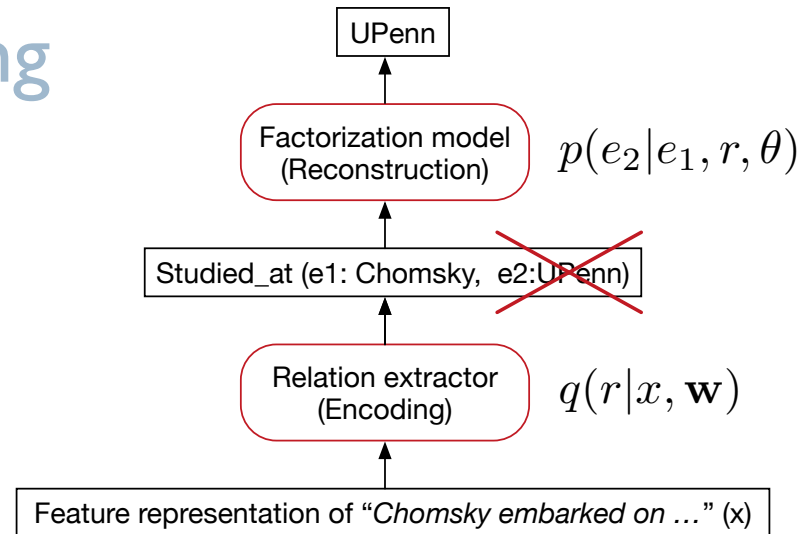 ng
UPenn
Factorization model
(Reconstruction)
p(e₂|e₁, r, θ)
Studied_at (e1: Chomsky, e2:UPenn)
Relation extractor
(Encoding)
q(r|x, w)
Feature representation of “Chomsky embarked on …” (x)